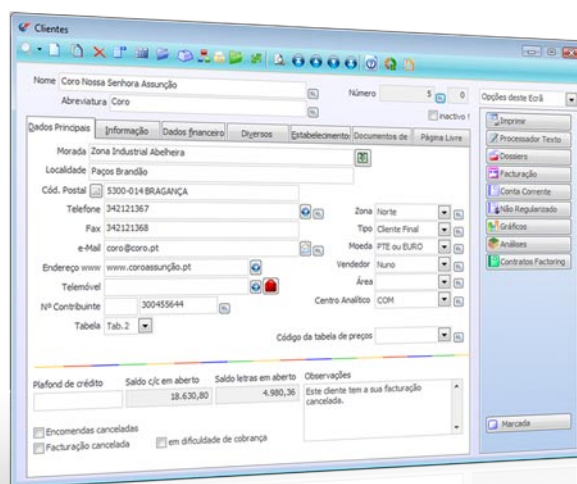 Clientes
Nome Coro Nossa Senhora Assunção Número 5 0
Abreviatura Coro inactivo !
Opções deste Ecrã
Dados Principais Informação Dados financeiro Diversos Estabelecimento Documentos de Página Livre
Morada Zona Industrial Abelheira
Localidade Paços Brandão
Cód. Postal 5300-014 BRAGANÇA
Telefone 342121367 Zona Norte
Fax 342121368 Tipo Cliente Final
e-Mail coro@coro.pt Moeda PTE ou EURO
Endereço www www.coroassunção.pt Vendedor Nuno
Telemóvel Área
Nº Contribuinte 300455644 Centro Analítico COM
Tabela Tab.2
Código da tabela de preços
Plafond de crédito Saldo c/c em aberto Saldo letras em aberto Observações
18.630,80 4.980,36 Este cliente tem a sua facturação
cancelada.
Encomendas canceladas
Facturação cancelada em dificuldade de cobrança
Imprimir
Processador Texto
Dossiers
Facturação
Conta Corrente
Não Regularizado
Gráficos
Análises
Contratos Factoring
Marcada